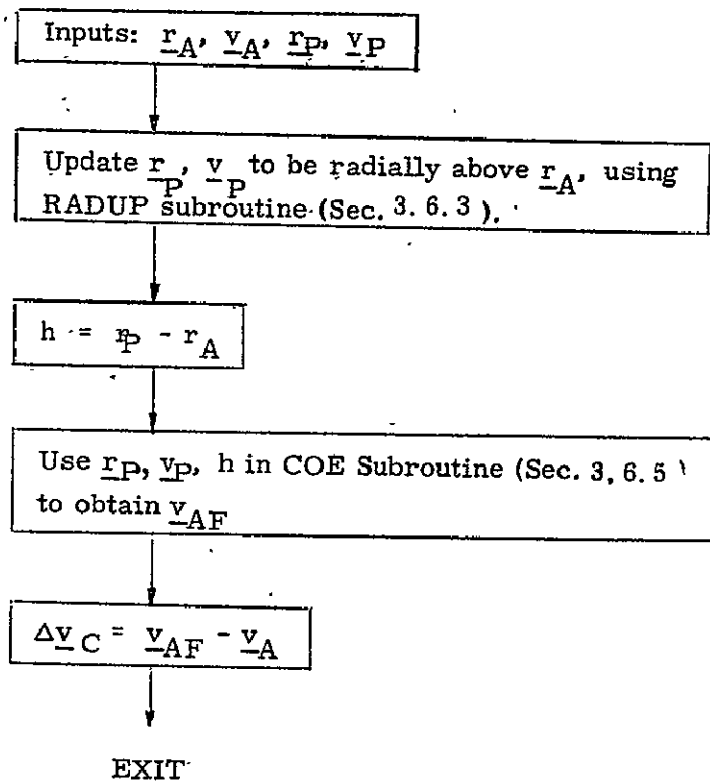 Inputs: r_A, v_A, r_P, v_P
Update r_P, v_P to be radially above r_A, using
RADUP subroutine (Sec. 3.6.3).
h = r_P - r_A
Use r_P, v_P, h in COE Subroutine (Sec. 3.6.5)
to obtain v_AF
Δv_C = v_AF - v_A
EXIT